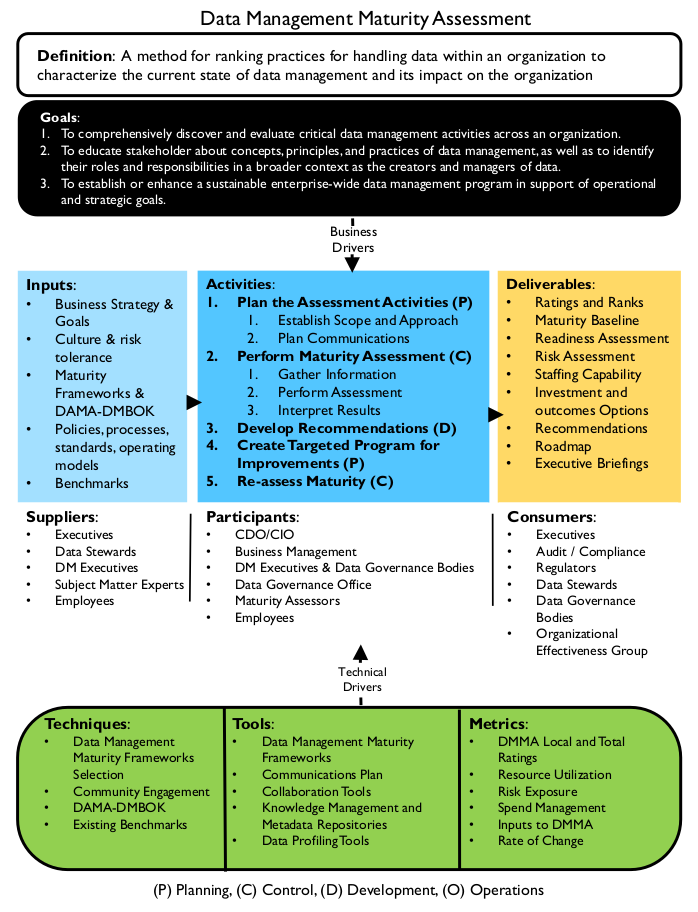 Data Management Maturity Assessment
Definition: A method for ranking practices for handling data within an organization to
characterize the current state of data management and its impact on the organization
Goals:
1. To comprehensively discover and evaluate critical data management activities across an organization.
2. To educate stakeholder about concepts, principles, and practices of data management, as well as to identify
their roles and responsibilities in a broader context as the creators and managers of data.
3. To establish or enhance a sustainable enterprise-wide data management program in support of operational
and strategic goals.
Business
Drivers
Inputs:
• Business Strategy &
Goals
• Culture & risk
tolerance
• Maturity
Frameworks &
DAMA-DMBOK
• Policies, processes,
standards, operating
models
• Benchmarks
Activities:
1. Plan the Assessment Activities (P)
1. Establish Scope and Approach
2. Plan Communications
2. Perform Maturity Assessment (C)
1. Gather Information
2. Perform Assessment
3. Interpret Results
3. Develop Recommendations (D)
4. Create Targeted Program for
Improvements (P)
5. Re-assess Maturity (C)
Deliverables:
• Ratings and Ranks
• Maturity Baseline
• Readiness Assessment
• Risk Assessment
• Staffing Capability
• Investment and
outcomes Options
• Recommendations
• Roadmap
• Executive Briefings
Suppliers:
• Executives
• Data Stewards
• DM Executives
• Subject Matter Experts
• Employees
Participants:
• CDO/CIO
• Business Management
• DM Executives & Data Governance Bodies
• Data Governance Office
• Maturity Assessors
• Employees
Consumers:
• Executives
• Audit / Compliance
• Regulators
• Data Stewards
• Data Governance
Bodies
• Organizational
Effectiveness Group
Technical
Drivers
Techniques:
• Data Management
Maturity Frameworks
Selection
• Community Engagement
• DAMA-DMBOK
• Existing Benchmarks
Tools:
• Data Management Maturity
Frameworks
• Communications Plan
• Collaboration Tools
• Knowledge Management and
Metadata Repositories
• Data Profiling Tools
Metrics:
• DMMA Local and Total
Ratings
• Resource Utilization
• Risk Exposure
• Spend Management
• Inputs to DMMA
• Rate of Change
(P) Planning, (C) Control, (D) Development, (O) Operations